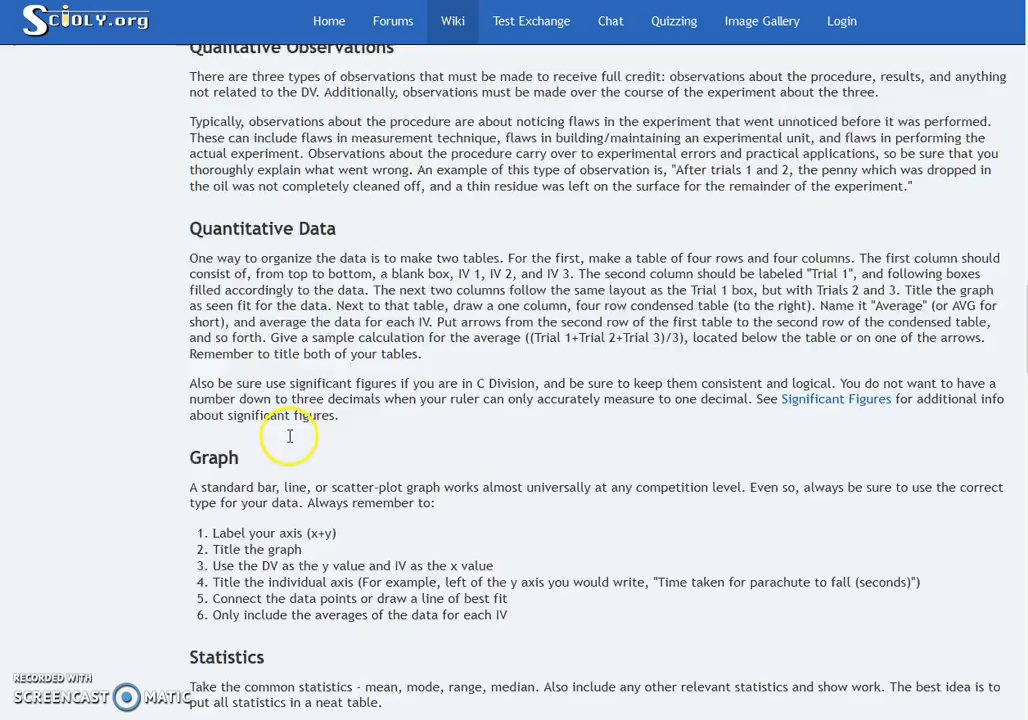 SCIOLY.org
Home Forums Wiki Test Exchange Chat Quizzing Image Gallery Login
Qualitative Observations
There are three types of observations that must be made to receive full credit: observations about the procedure, results, and anything
not related to the DV. Additionally, observations must be made over the course of the experiment about the three.
Typically, observations about the procedure are about noticing flaws in the experiment that went unnoticed before it was performed.
These can include flaws in measurement technique, flaws in building/maintaining an experimental unit, and flaws in performing the
actual experiment. Observations about the procedure carry over to experimental errors and practical applications, so be sure that you
thoroughly explain what went wrong. An example of this type of observation is, "After trials 1 and 2, the penny which was dropped in
the oil was not completely cleaned off, and a thin residue was left on the surface for the remainder of the experiment."
Quantitative Data
One way to organize the data is to make two tables. For the first, make a table of four rows and four columns. The first column should
consist of, from top to bottom, a blank box, IV 1, IV 2, and IV 3. The second column should be labeled "Trial 1", and following boxes
filled accordingly to the data. The next two columns follow the same layout as the Trial 1 box, but with Trials 2 and 3. Title the graph
as seen fit for the data. Next to that table, draw a one column, four row condensed table (to the right). Name it "Average" (or AVG for
short), and average the data for each IV. Put arrows from the second row of the first table to the second row of the condensed table,
and so forth. Give a sample calculation for the average ((Trial 1+Trial 2+Trial 3)/3), located below the table or on one of the arrows.
Remember to title both of your tables.
Also be sure use significant figures if you are in C Division, and be sure to keep them consistent and logical. You do not want to have a
number down to three decimals when your ruler can only accurately measure to one decimal. See Significant Figures for additional info
about significant figures.
Graph
A standard bar, line, or scatter-plot graph works almost universally at any competition level. Even so, always be sure to use the correct
type for your data. Always remember to:
1. Label your axis (x+y)
2. Title the graph
3. Use the DV as the y value and IV as the x value
4. Title the individual axis (For example, left of the y axis you would write, "Time taken for parachute to fall (seconds)")
5. Connect the data points or draw a line of best fit
6. Only include the averages of the data for each IV
Statistics
Take the common statistics - mean, mode, range, median. Also include any other relevant statistics and show work. The best idea is to
put all statistics in a neat table.
RECORDED WITH
SCREENCAST MATIC